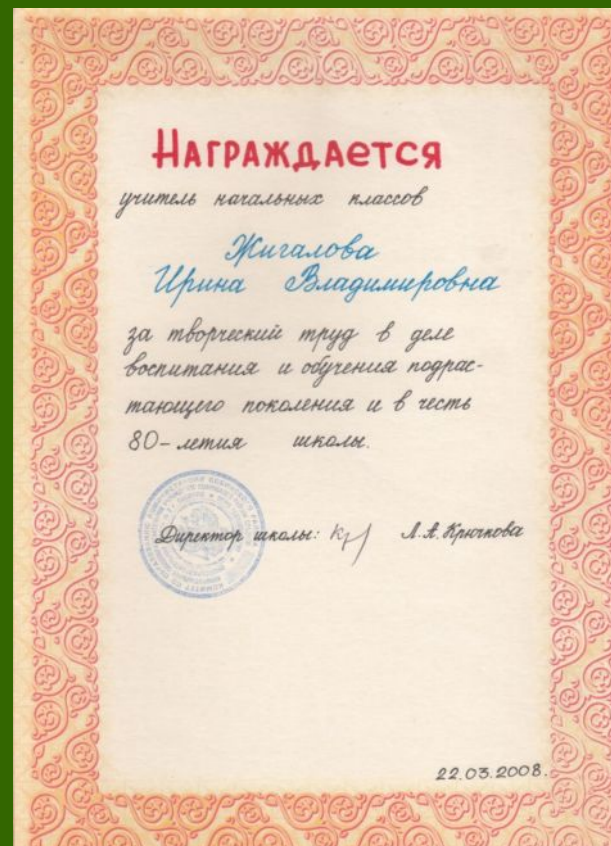 НАГРАЖДАЕТСЯ
учитель начальных классов
Жигалова
Ирина Владимировна
за творческий труд в деле
воспитания и обучения подрас-
тающего поколения и в честь
80-летия школы.
Директор школы: Л.А. Крючкова
22.03.2008.